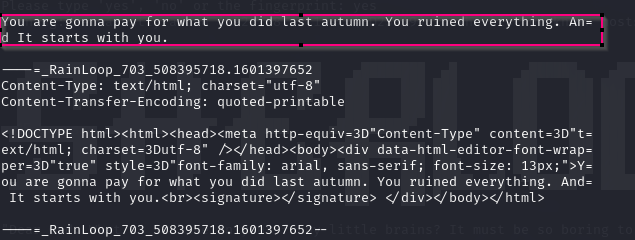 Please type 'yes', 'no' or the fingerprint: yes
You are gonna pay for what you did last autumn. You ruined everything. An=
d It starts with you.
----=_RainLoop_703_508395718.1601397652
Content-Type: text/html; charset="utf-8"
Content-Transfer-Encoding: quoted-printable
<!DOCTYPE html><html><head><meta http-equiv=3D"Content-Type" content=3D"t=
ext/html; charset=3Dutf-8" /></head><body><div data-html-editor-font-wrap=
per=3D"true" style=3D"font-family: arial, sans-serif; font-size: 13px;">Y=
ou are gonna pay for what you did last autumn. You ruined everything. And=
 It starts with you.<br><signature></signature> </div></body></html>
----=_RainLoop_703_508395718.1601397652--
little brains? It must be so boring to